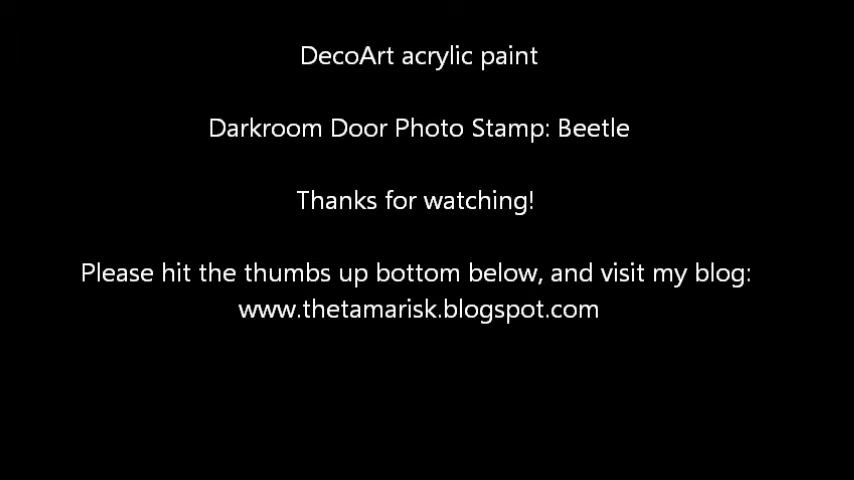 DecoArt acrylic paint
Darkroom Door Photo Stamp: Beetle
Thanks for watching!
Please hit the thumbs up bottom below, and visit my blog:
www.thetamarisk.blogspot.com